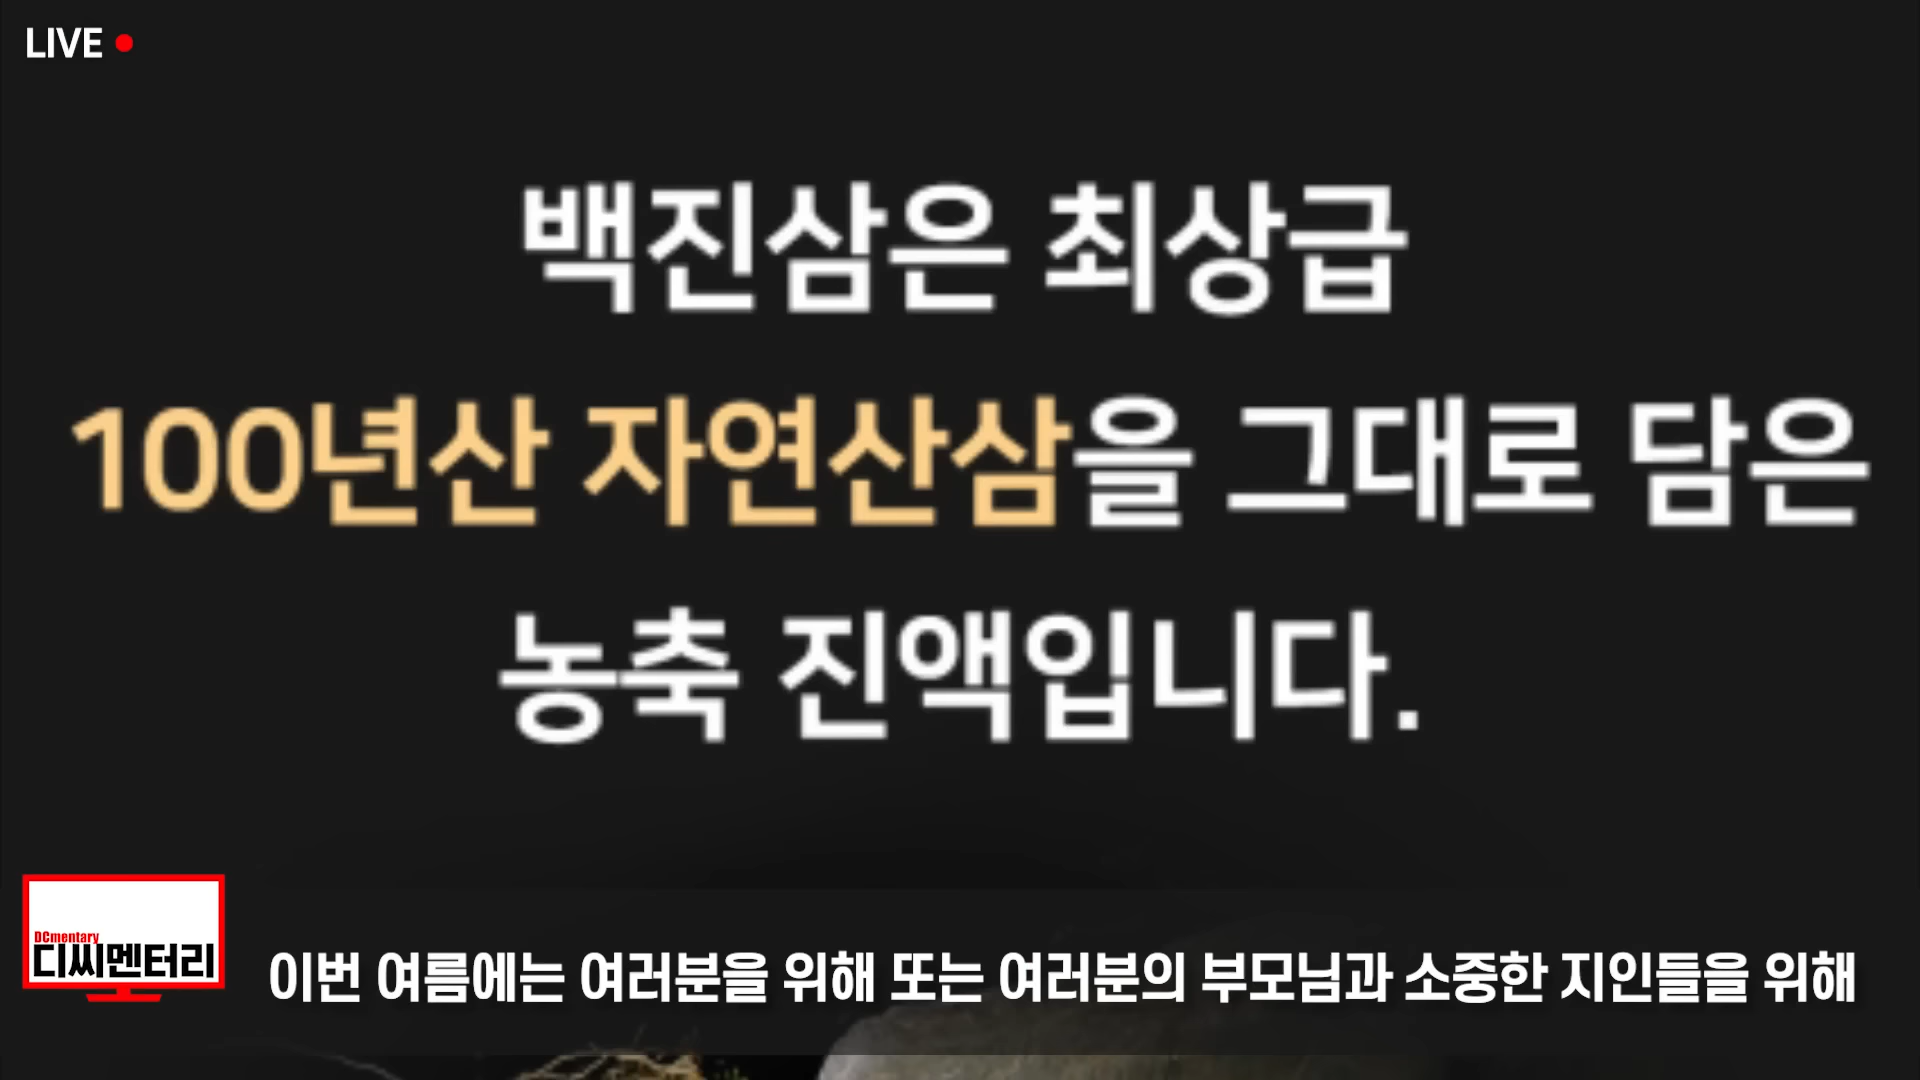 LIVE
백진삼은 최상급
100년산 자연산삼을 그대로 담은
농축 진액입니다.
DCmentary
디씨멘터리
이번 여름에는 여러분을 위해 또는 여러분의 부모님과 소중한 지인들을 위해